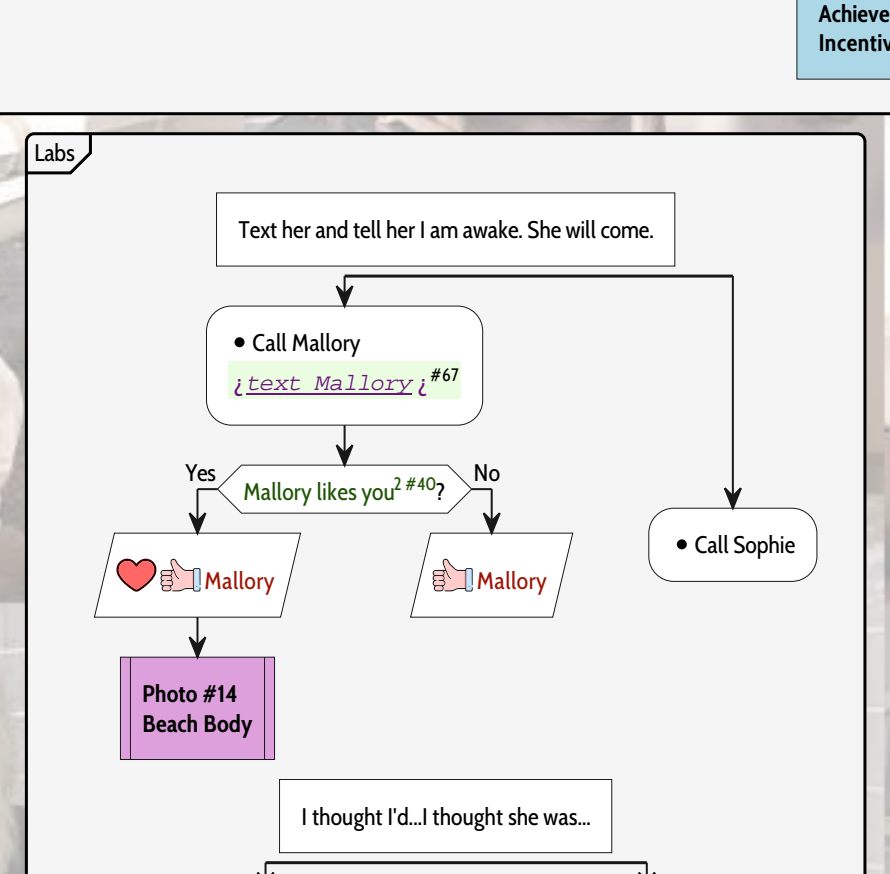 Achieve
Incentiv
Labs
Text her and tell her I am awake. She will come.
• Call Mallory
¿text Mallory¿#67
Yes
No
Mallory likes you2 #40?
• Call Sophie
Mallory
Mallory
Photo #14
Beach Body
I thought I'd...I thought she was...